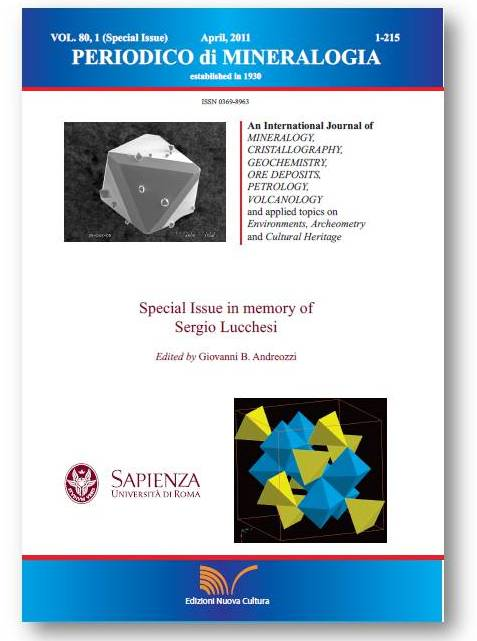 VOL. 80, 1 (Special Issue) April, 2011 1-215
PERIODICO di MINERALOGIA
established in 1930
ISSN 0369-8963
An International Journal of
MINERALOGY,
CRISTALLOGRAPHY,
GEOCHEMISTRY,
ORE DEPOSITS,
PETROLOGY,
VOLCANOLOGY
and applied topics on
Environments, Archeometry
and Cultural Heritage
Special Issue in memory of
Sergio Lucchesi
Edited by Giovanni B. Andreozzi
SAPIENZA
UNIVERSITÀ DI ROMA
Edizioni Nuova Cultura